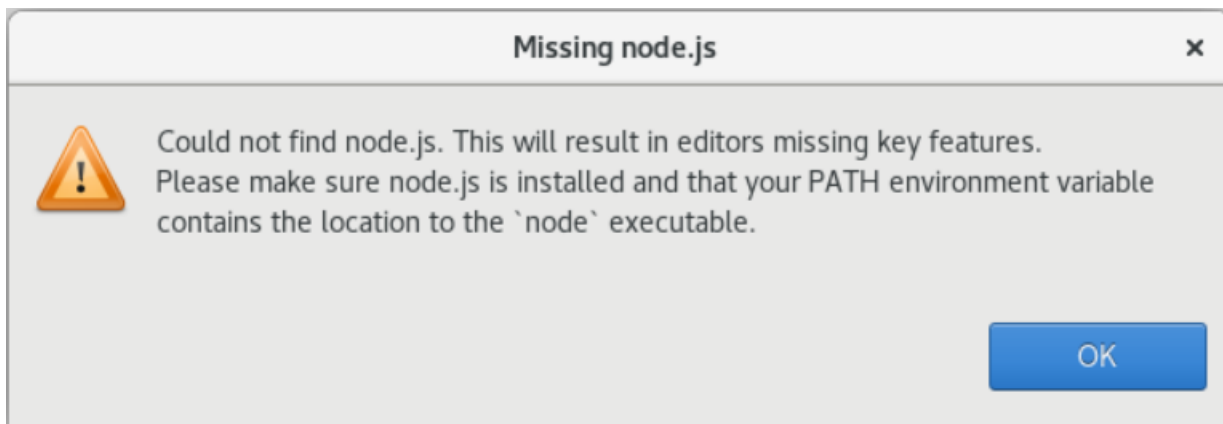 Missing node.js
Could not find node.js. This will result in editors missing key features.
Please make sure node.js is installed and that your PATH environment variable
contains the location to the `node` executable.
OK